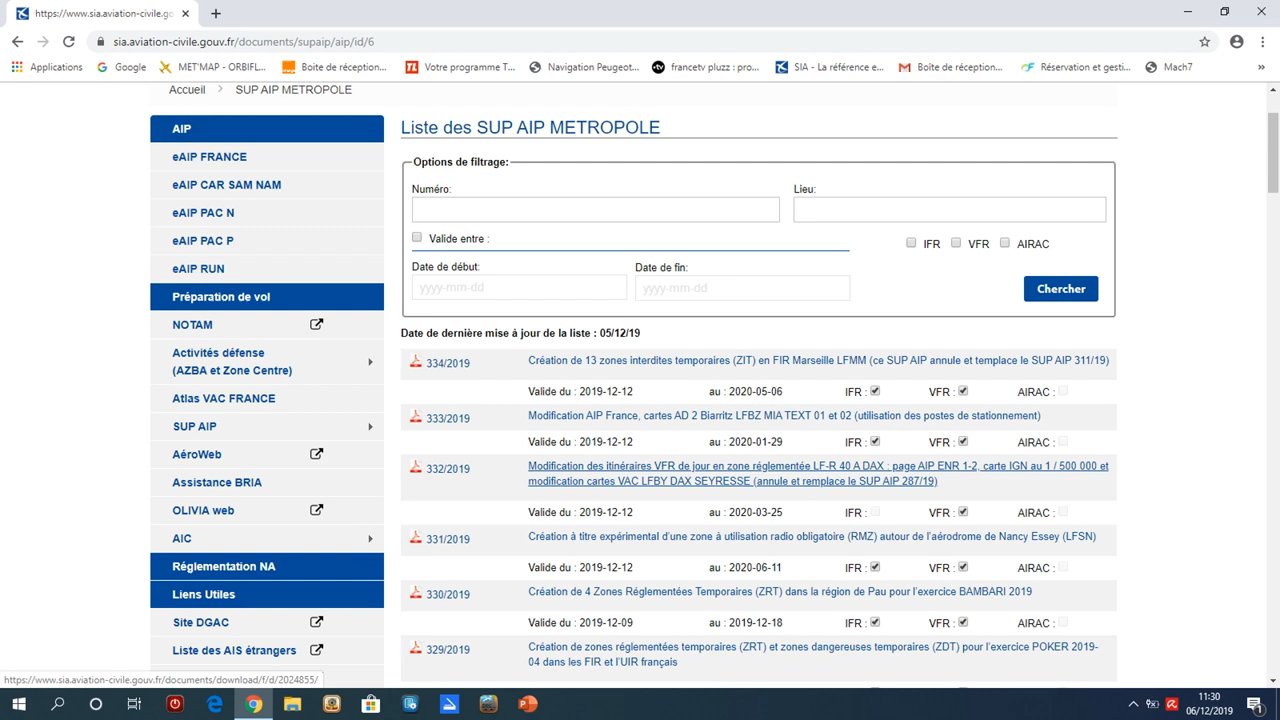 https://www.sia.aviation-civile.go
sia.aviation-civile.gouv.fr/documents/supaip/aip/id/6
Applications
Google
MET'MAP - ORBIFL...
Boite de réception...
Votre programme T...
Navigation Peugeot...
francetv pluzz : pro...
SIA - La référence e...
Boîte de réception...
Réservation et gesti...
Mach7
»
Accueil > SUP AIP METROPOLE
AIP
eAIP FRANCE
eAIP CAR SAM NAM
eAIP PAC N
eAIP PAC P
eAIP RUN
Préparation de vol
NOTAM
Activités défense
(AZBA et Zone Centre)
Atlas VAC FRANCE
SUP AIP
AéroWeb
Assistance BRIA
OLIVIA web
AIC
Réglementation NA
Liens Utiles
Site DGAC
Liste des AIS étrangers
Liste des SUP AIP METROPOLE
Options de filtrage:
Numéro: Lieu:
Valide entre : IFR VFR AIRAC
Date de début: Date de fin:
yyyy-mm-dd yyyy-mm-dd Chercher
Date de dernière mise à jour de la liste : 05/12/19
334/2019 Création de 13 zones interdites temporaires (ZIT) en FIR Marseille LFMM (ce SUP AIP annule et templace le SUP AIP 311/19)
Valide du : 2019-12-12 au : 2020-05-06 IFR : VFR : AIRAC :
333/2019 Modification AIP France, cartes AD 2 Biarritz LFBZ MIA TEXT 01 et 02 (utilisation des postes de stationnement)
Valide du : 2019-12-12 au : 2020-01-29 IFR : VFR : AIRAC :
332/2019 Modification des itinéraires VFR de jour en zone réglementée LF-R 40 A DAX : page AIP ENR 1-2, carte IGN au 1 / 500 000 et
modification cartes VAC LFBY DAX SEYRESSE (annule et remplace le SUP AIP 287/19)
Valide du : 2019-12-12 au : 2020-03-25 IFR : VFR : AIRAC :
331/2019 Création à titre expérimental d'une zone à utilisation radio obligatoire (RMZ) autour de l'aérodrome de Nancy Essey (LFSN)
Valide du : 2019-12-12 au : 2020-06-11 IFR : VFR : AIRAC :
330/2019 Création de 4 Zones Réglementées Temporaires (ZRT) dans la région de Pau pour l'exercice BAMBARI 2019
Valide du : 2019-12-09 au : 2019-12-18 IFR : VFR : AIRAC :
329/2019 Création de zones réglementées temporaires (ZRT) et zones dangereuses temporaires (ZDT) pour l'exercice POKER 2019-
04 dans les FIR et l'UIR français
https://www.sia.aviation-civile.gouv.fr/documents/download/f/d/2024855/
11:30
06/12/2019
1